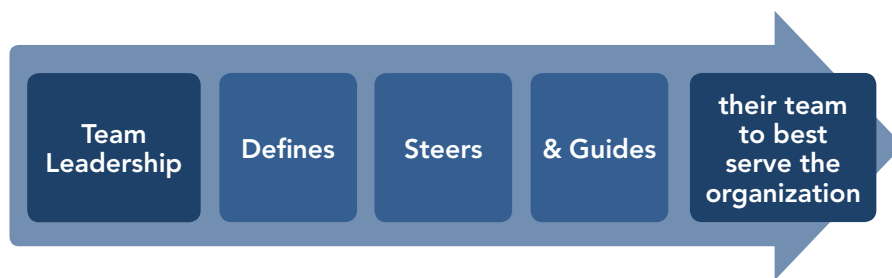 Team
Leadership
Defines
Steers
& Guides
their team
to best
serve the
organization